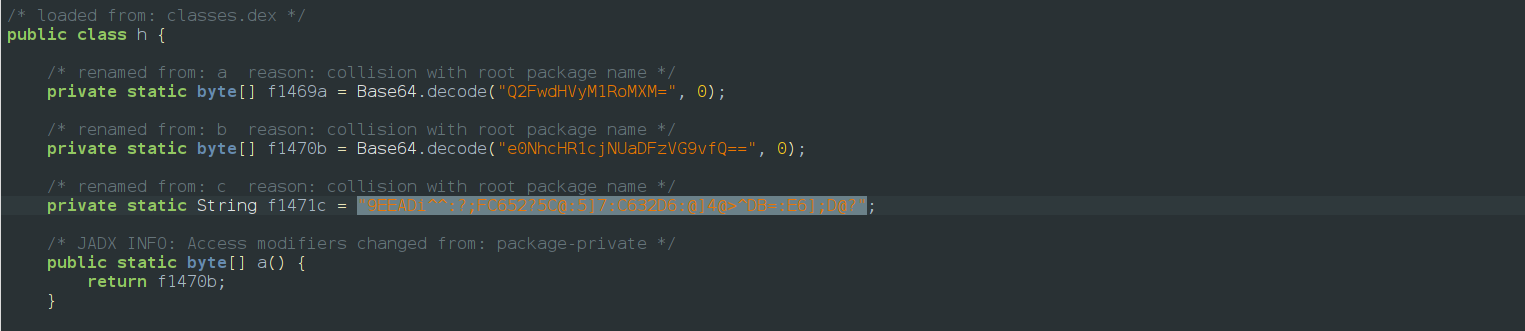 /* loaded from: classes.dex */
public class h {
/* renamed from: a  reason: collision with root package name */
private static byte[] f1469a = Base64.decode("Q2FwdHVyM1RoMXM=", 0);
/* renamed from: b  reason: collision with root package name */
private static byte[] f1470b = Base64.decode("e0NhcHR1cjNUaDFzVG9vfQ==", 0);
/* renamed from: c  reason: collision with root package name */
private static String f1471c = "9EEADi^^:?;FC652?5C@:5]7:C632D6:@]4@>^DB=:E6];D@?";
/* JADX INFO: Access modifiers changed from: package-private */
public static byte[] a() {
return f1470b;
}